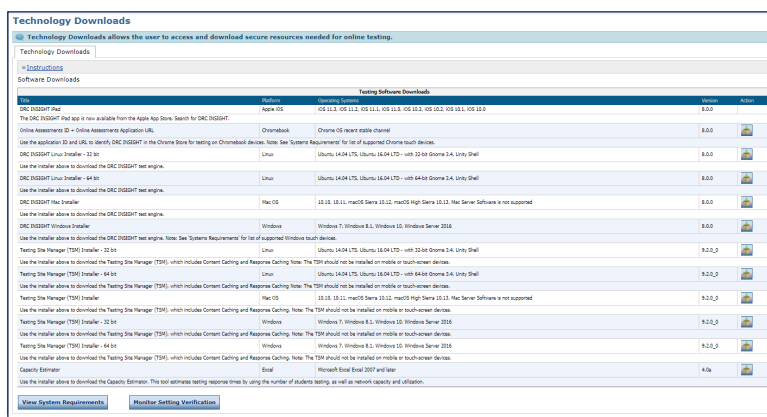 Technology Downloads
Technology Downloads allows the user to access and download secure resources needed for online testing.
Technology Downloads
Instructions
Software Downloads
Testing Software Downloads
Title Platform Operating Systems Version Action
DRC INSIGHT iPad Apple iOS iOS 11.3, iOS 11.2, iOS 11.1, iOS 11.0, iOS 10.3, iOS 10.2, iOS 10.1, iOS 10.0 8.0.0
The DRC INSIGHT iPad app is now available from the Apple App Store. Search for DRC INSIGHT.
Online Assessments ID + Online Assessments Application URL Chromebook Chrome OS recent stable channel 8.0.0
Use the application ID and URL to identify DRC INSIGHT in the Chrome Store for testing on Chromebook devices. Note: See 'Systems Requirements' for list of supported Chrome touch devices.
DRC INSIGHT Linux Installer - 32 bit Linux Ubuntu 14.04 LTS, Ubuntu 16.04 LTD - with 32-bit Gnome 3.4, Unity Shell 8.0.0
Use the installer above to download the DRC INSIGHT test engine.
DRC INSIGHT Linux Installer - 64 bit Linux Ubuntu 14.04 LTS, Ubuntu 16.04 LTD - with 64-bit Gnome 3.4, Unity Shell 8.0.0
Use the installer above to download the DRC INSIGHT test engine.
DRC INSIGHT Mac Installer Mac OS 10.10, 10.11, macOS Sierra 10.12, macOS High Sierra 10.13, Mac Server Software is not supported 8.0.0
Use the installer above to download the DRC INSIGHT test engine.
DRC INSIGHT Windows Installer Windows Windows 7, Windows 8.1, Windows 10, Windows Server 2016 8.0.0
Use the installer above to download the DRC INSIGHT test engine. Note: See 'Systems Requirements' for list of supported Windows touch devices.
Testing Site Manager (TSM) Installer - 32 bit Linux Ubuntu 14.04 LTS, Ubuntu 16.04 LTD - with 32-bit Gnome 3.4, Unity Shell 9.2.0_0
Use the installer above to download the Testing Site Manager (TSM), which includes Content Caching and Response Caching Note: The TSM should not be installed on mobile or touch-screen devices.
Testing Site Manager (TSM) Installer - 64 bit Linux Ubuntu 14.04 LTS, Ubuntu 16.04 LTD - with 64-bit Gnome 3.4, Unity Shell 9.2.0_0
Use the installer above to download the Testing Site Manager (TSM), which includes Content Caching and Response Caching. Note: The TSM should not be installed on mobile or touch-screen devices.
Testing Site Manager (TSM) Installer Mac OS 10.10, 10.11, macOS Sierra 10.12, macOS High Sierra 10.13, Mac Server Software is not supported 9.2.0_0
Use the installer above to download the Testing Site Manager (TSM), which includes Content Caching and Response Caching. Note: The TSM should not be installed on mobile or touch-screen devices.
Testing Site Manager (TSM) Installer - 32 bit Windows Windows 7, Windows 8.1, Windows 10, Windows Server 2016 9.2.0_0
Use the installer above to download the Testing Site Manager (TSM), which includes Content Caching and Response Caching. Note: The TSM should not be installed on mobile or touch-screen devices.
Testing Site Manager (TSM) Installer - 64 bit Windows Windows 7, Windows 8.1, Windows 10, Windows Server 2016 9.2.0_0
Use the installer above to download the Testing Site Manager (TSM), which includes Content Caching and Response Caching. Note: The TSM should not be installed on mobile or touch-screen devices.
Capacity Estimator Excel Microsoft Excel Excel 2007 and later 4.0a
Use the installer above to download the Capacity Estimator. This tool estimates testing response times by using the number of students testing, as well as network capacity and utilization.
View System Requirements Monitor Setting Verification